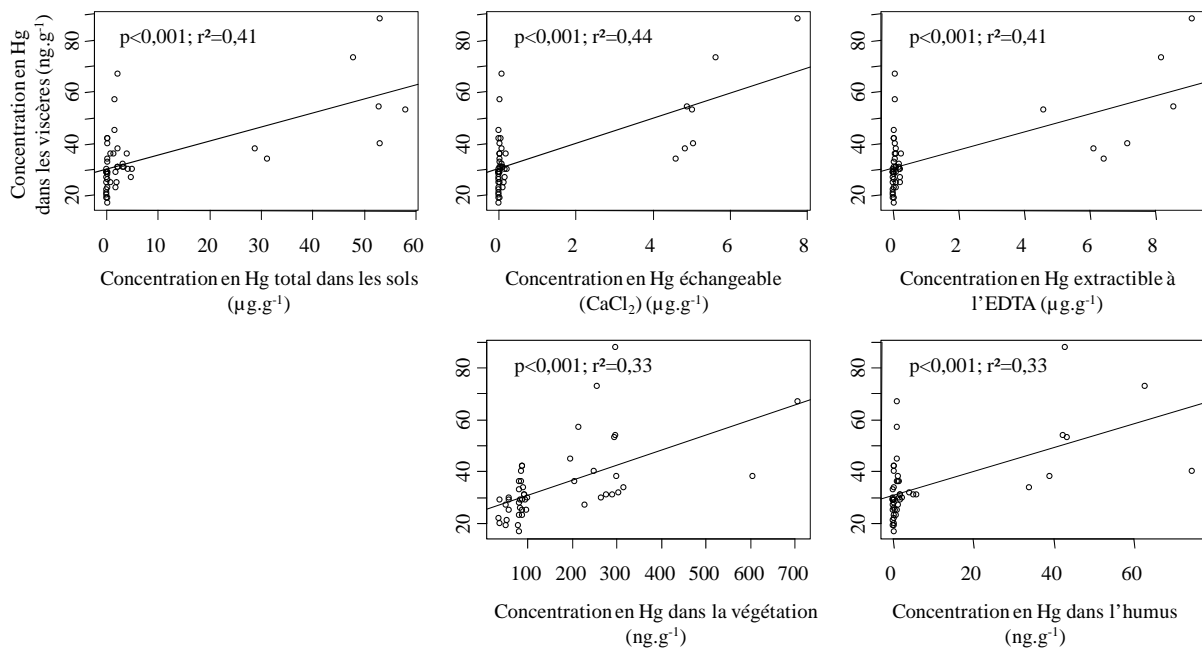 Concentration en Hg
dans les viscères (ng.g-1)
20 40 60 80
p<0,001; r²=0,41
0 10 20 30 40 50 60
Concentration en Hg total dans les sols
(µg.g-1)
20 40 60 80
p<0,001; r²=0,44
0 2 4 6 8
Concentration en Hg échangeable
(CaCl2) (µg.g-1)
20 40 60 80
p<0,001; r²=0,41
0 2 4 6 8
Concentration en Hg extractible à
l’EDTA (µg.g-1)
20 40 60 80
p<0,001; r²=0,33
100 200 300 400 500 600 700
Concentration en Hg dans la végétation
(ng.g-1)
20 40 60 80
p<0,001; r²=0,33
0 20 40 60
Concentration en Hg dans l’humus
(ng.g-1)